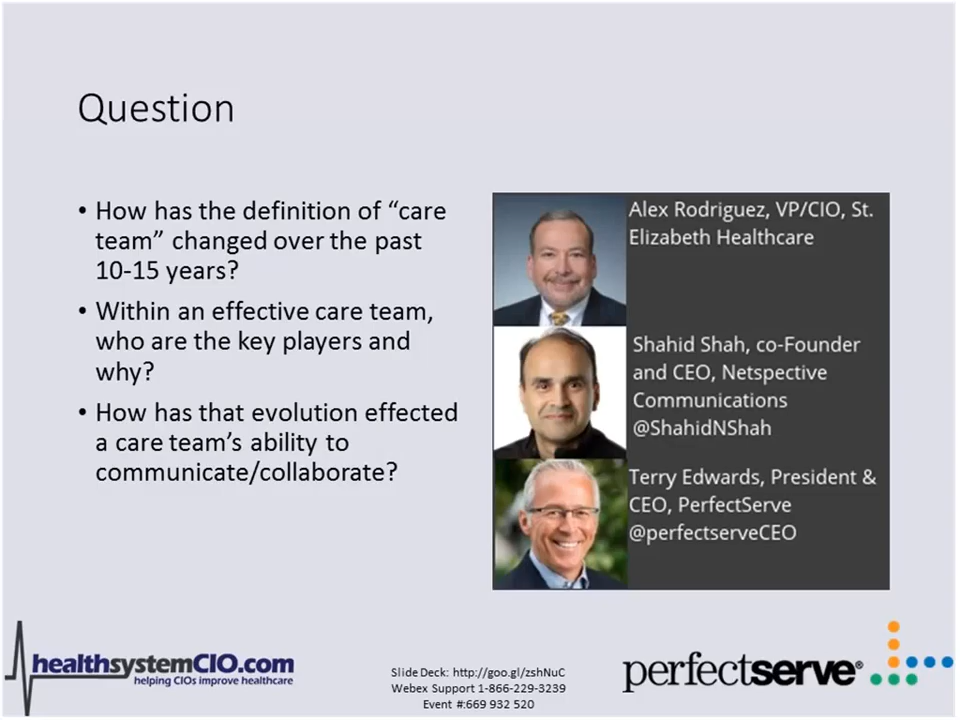 Question
• How has the definition of “care
team” changed over the past
10-15 years?
• Within an effective care team,
who are the key players and
why?
• How has that evolution effected
a care team’s ability to
communicate/collaborate?
Alex Rodriguez, VP/CIO, St.
Elizabeth Healthcare
Shahid Shah, co-Founder
and CEO, Netspective
Communications
@ShahidNShah
Terry Edwards, President &
CEO, PerfectServe
@perfectserveCEO
healthsystemCIO.com
helping CIOs improve healthcare
Slide Deck: http://goo.gl/zshNuC
Webex Support 1-866-229-3239
Event #:669 932 520
perfectserve®